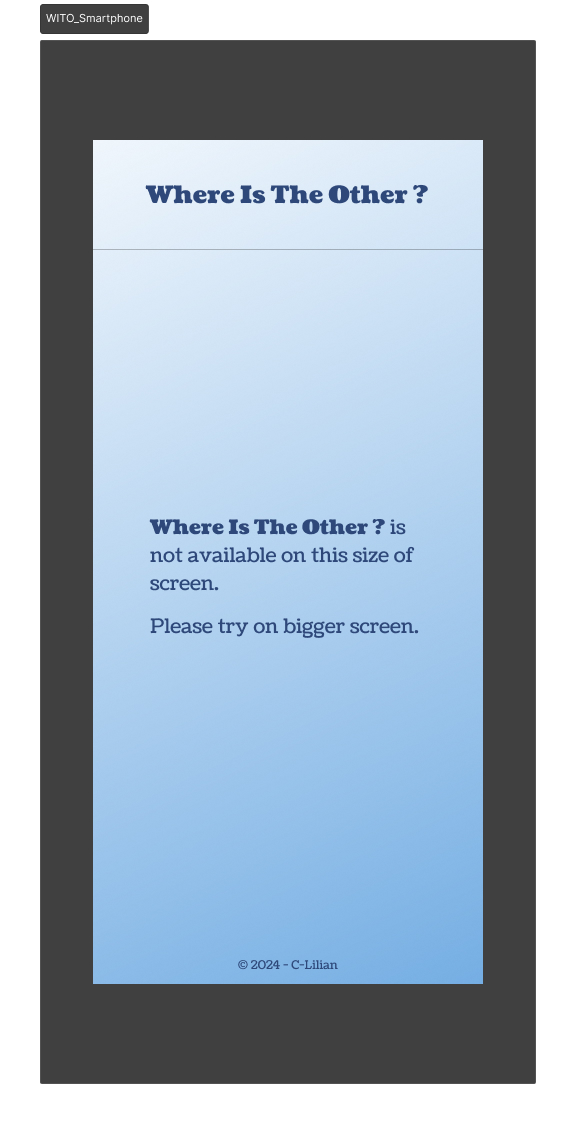 WITO_Smartphone
Where Is The Other ?
Where Is The Other ? is
not available on this size of
screen.
Please try on bigger screen.
© 2024 - C-Lilian